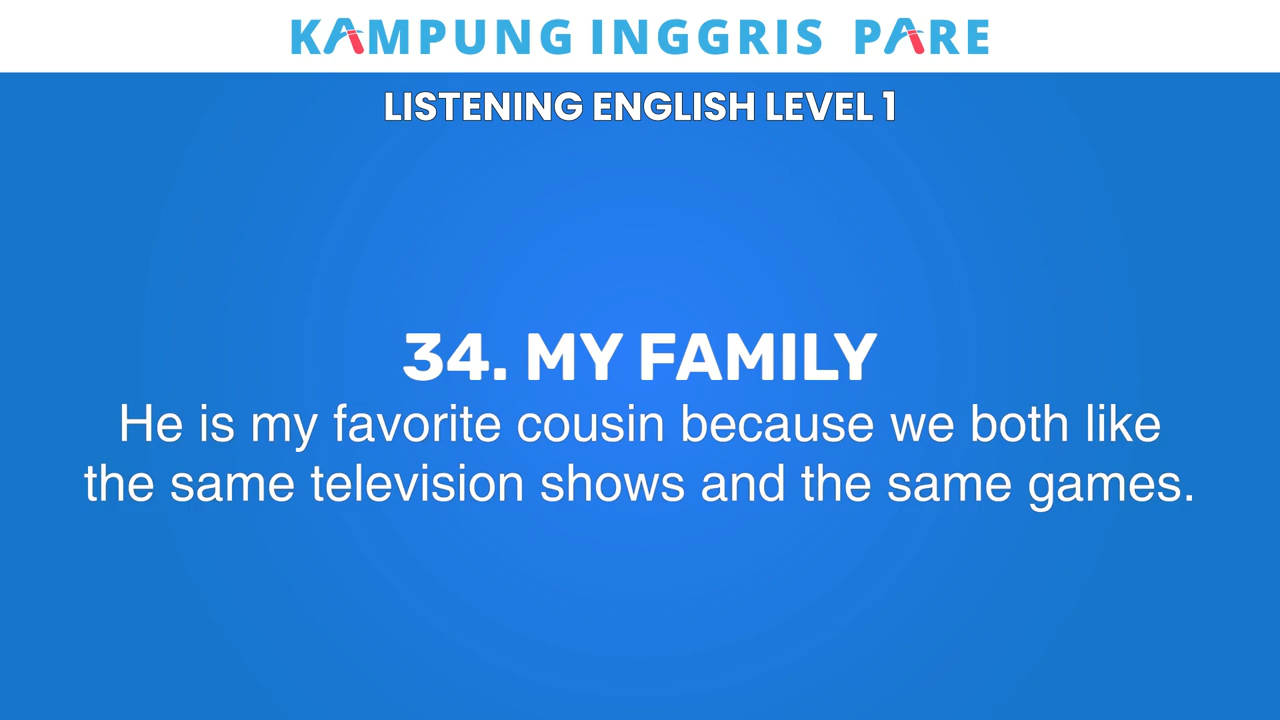 KAMPUNG INGGRIS PARE
LISTENING ENGLISH LEVEL 1
34. MY FAMILY
He is my favorite cousin because we both like
the same television shows and the same games.